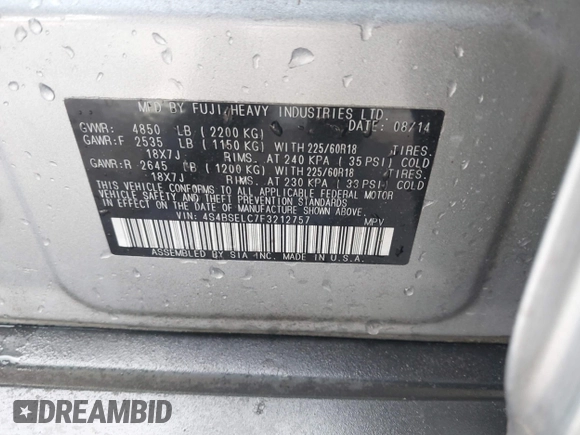 MFD BY FUJI HEAVY INDUSTRIES LTD.
GVWR: 4850 LB (2200 KG) DATE: 08/14
GAWR:F 2535 LB (1150 KG) WITH 225/60R18 TIRES.
18X7J RIMS. AT 240 KPA (35 PSI) COLD
GAWR:R 2645 LB (1200 KG) WITH 225/60R18 TIRES.
18X7J RIMS. AT 230 KPA (33 PSI) COLD
THIS VEHICLE CONFORMS TO ALL APPLICABLE FEDERAL MOTOR
VEHICLE SAFETY AND THEFT PREVENTION STANDARDS
IN EFFECT ON THE DATE OF MANUFACTURE SHOWN ABOVE.
VIN: 4S4BSELC7F3212757 MPV
ASSEMBLED BY SIA INC. MADE IN U.S.A.
DREAMBID